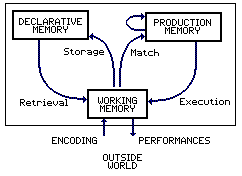 DECLARATIVE
MEMORY
PRODUCTION
MEMORY
Storage
Match
Retrieval
Execution
WORKING
MEMORY
ENCODING
PERFORMANCES
OUTSIDE
WORLD